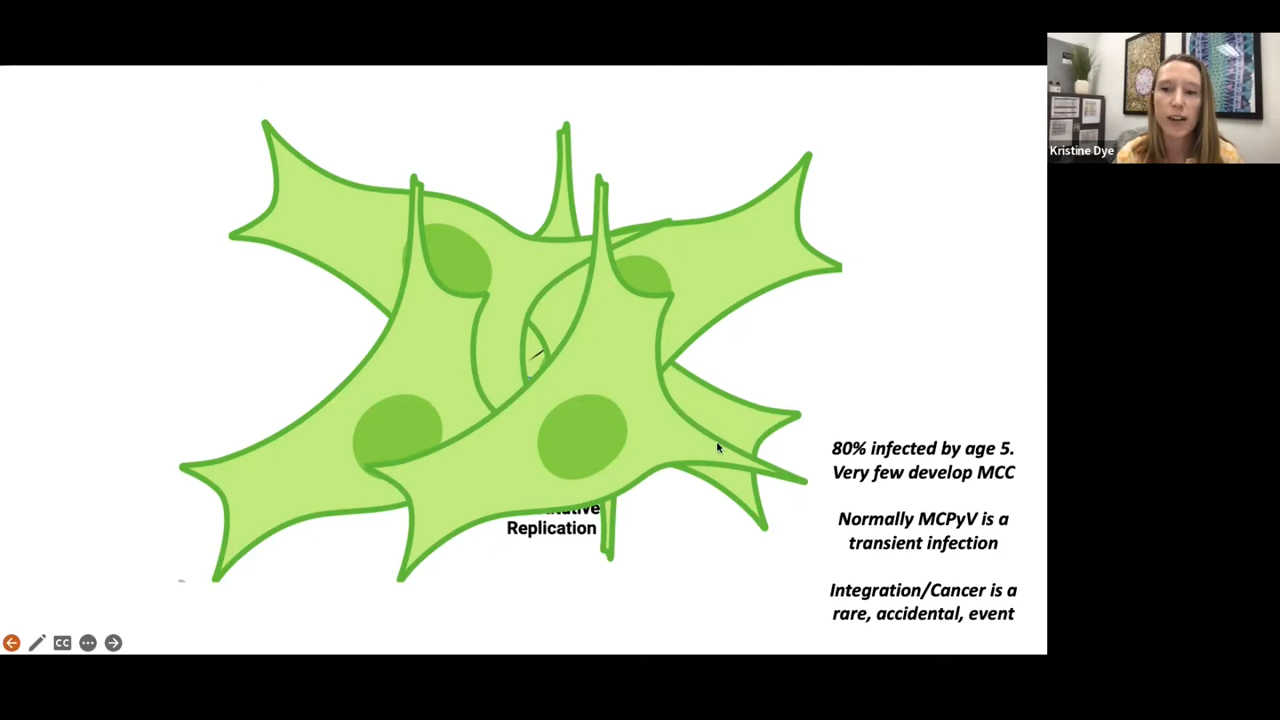 Kristine Dye
80% infected by age 5.
Very few develop MCC
Normally MCPyV is a
transient infection
Replication
Integration/Cancer is a
rare, accidental, event
CC